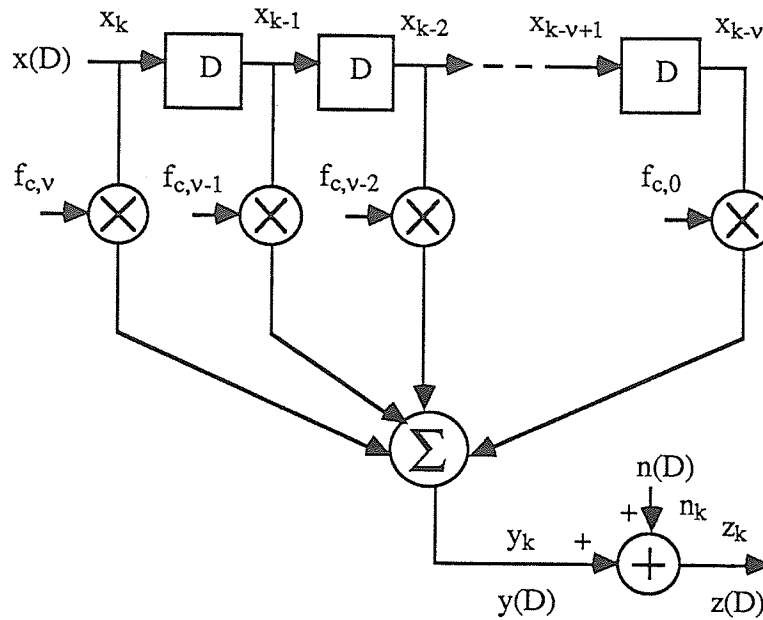 x_k x_{k-1} x_{k-2} x_{k-ν+1} x_{k-ν}
x(D) D D D
f_{c,ν} f_{c,ν-1} f_{c,ν-2} f_{c,0}
Σ
n(D)
+ n_k
y_k + + z_k
y(D) z(D)